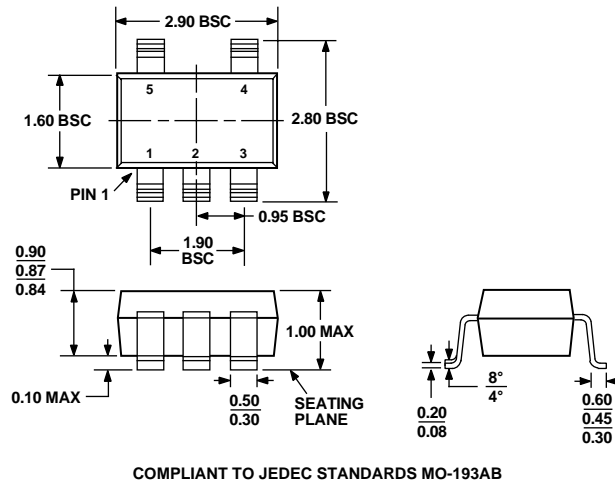 2.90 BSC
5 4
1.60 BSC
2.80 BSC
1 2 3
PIN 1
0.95 BSC
1.90
BSC
0.90
0.87
0.84
1.00 MAX
0.10 MAX
0.50
0.30
SEATING
PLANE
0.20
0.08
8°
4°
0.60
0.45
0.30
COMPLIANT TO JEDEC STANDARDS MO-193AB